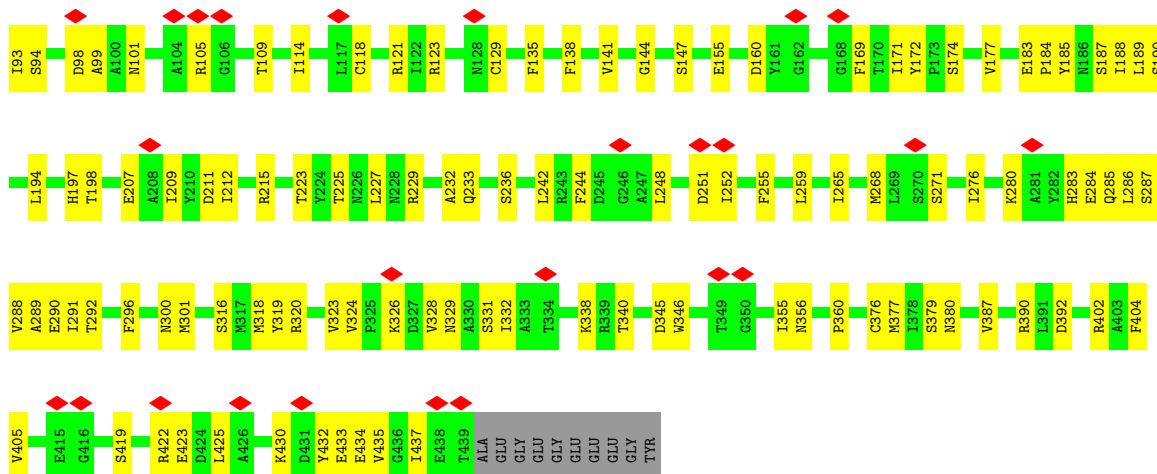 I93 S94 D98 A99 A100 N101 A104 R105 G106 T109 I114 L117 C118 R121 I122 R123 N128 C129 F135 F138 V141 G144 S147 E155 D160 Y161 G162 G168 F169 T170 I171 Y172 P173 S174 V177 E183 P184 Y185 N186 S187 I188 L189
L194 H197 T198 E207 A208 I209 Y210 D211 I212 R215 T223 Y224 T225 N226 L227 N228 R229 A232 Q233 S236 L242 R243 F244 D245 G246 A247 L248 D251 I252 F255 L259 I265 M268 L269 S270 S271 I276 K280 A281 Y282 H283 E284 Q285 L286 S287
V288 A289 E290 I291 T292 F296 N300 M301 S316 M317 M318 Y319 R320 V323 V324 P325 K326 D327 V328 N329 A330 S331 I332 A333 T334 K338 R339 T340 D345 W346 T349 G350 I355 N356 P360 C376 M377 I378 S379 N380 V387 R390 L391 D392 R402 A403 F404
V405 E415 G416 S419 R422 E423 D424 L425 A426 K430 D431 Y432 E433 E434 V435 G436 I437 E438 T439 ALA GLU GLY GLU GLY GLU GLU GLU GLY TYR